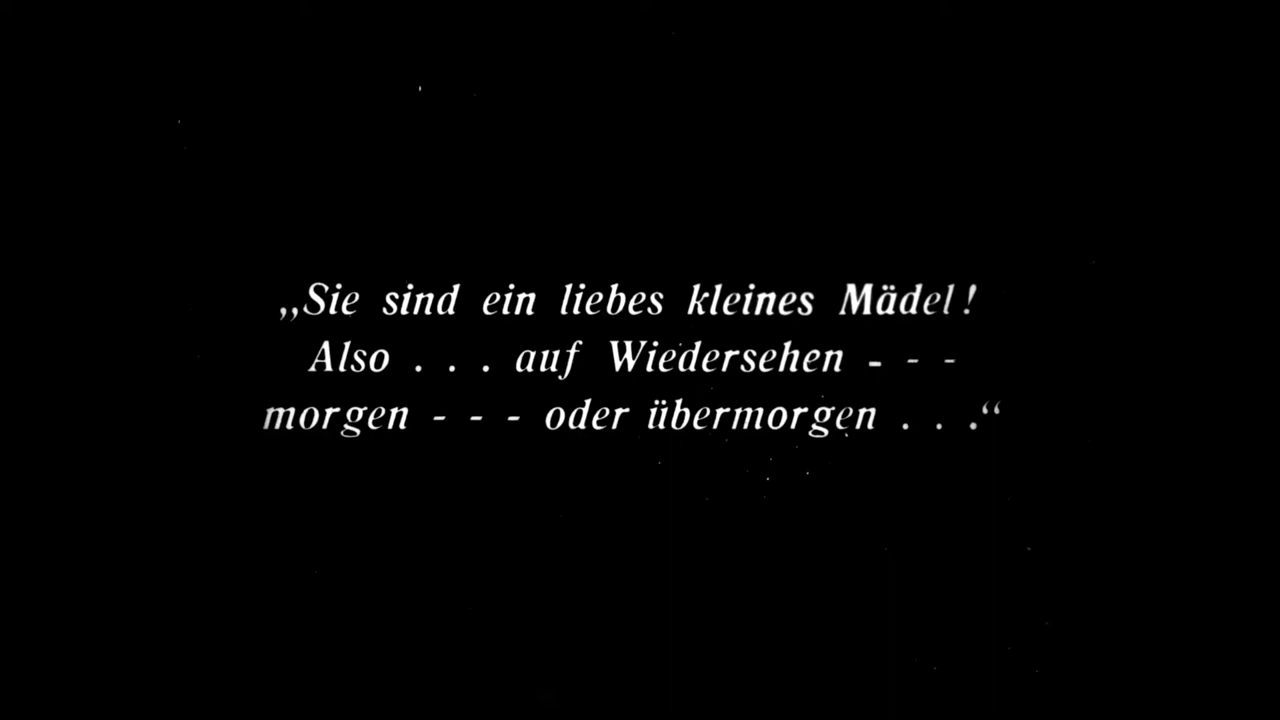 „Sie sind ein liebes kleines Mädel!
Also . . . auf Wiedersehen - - -
morgen - - - oder übermorgen . . .“